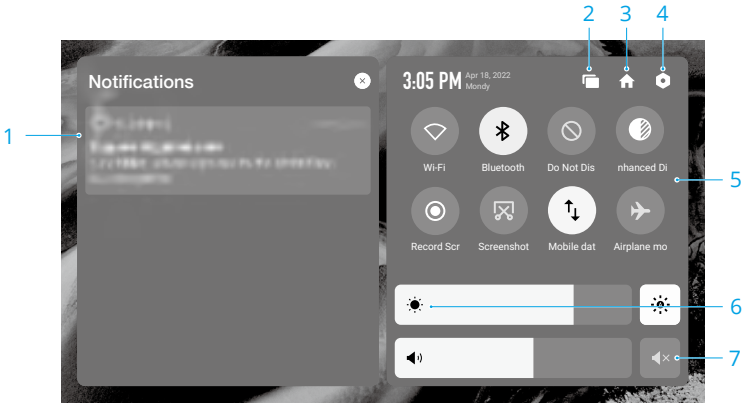 2 3 4
Notifications
3:05 PM Apr 18, 2022
Mondy
1
Wi-Fi Bluetooth Do Not Dis nhanced Di
5
Record Scr Screenshot Mobile dat Airplane mo
A
6
7